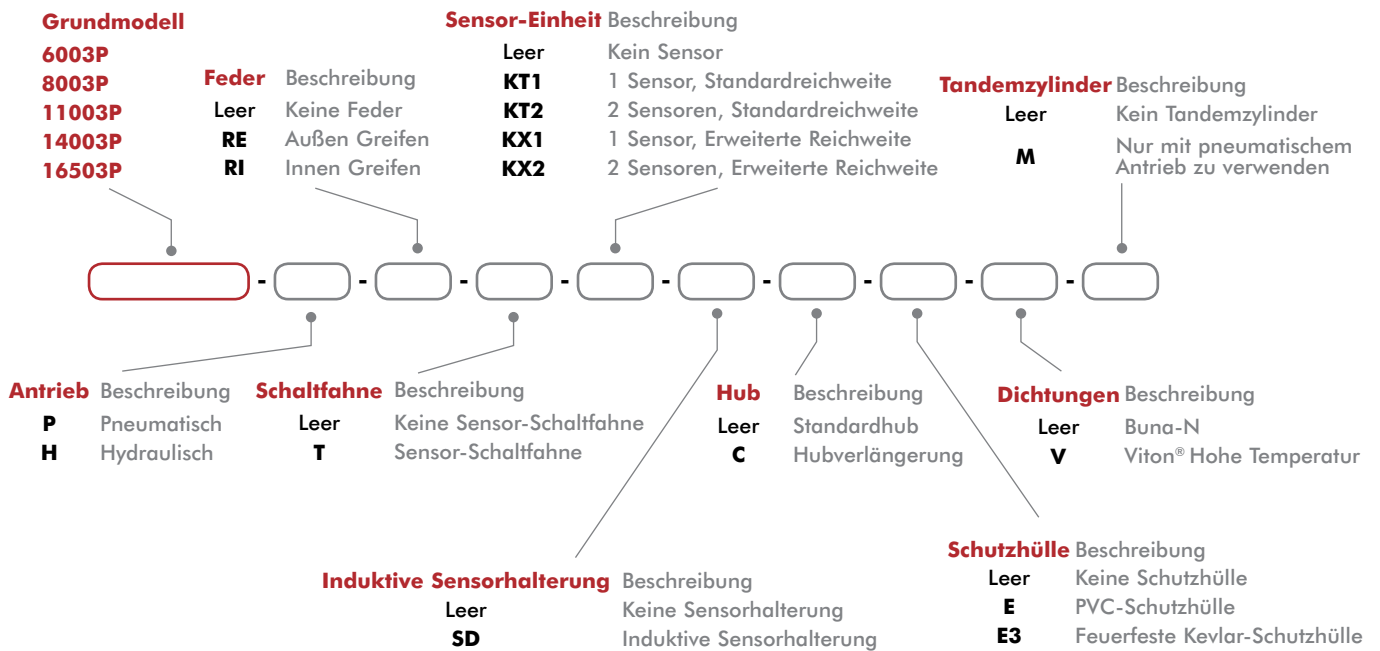 Grundmodell
6003P
8003P
11003P
14003P
16503P
Feder Beschreibung
Leer Keine Feder
RE Außen Greifen
RI Innen Greifen
Sensor-Einheit Beschreibung
Leer Kein Sensor
KT1 1 Sensor, Standardreichweite
KT2 2 Sensoren, Standardreichweite
KX1 1 Sensor, Erweiterte Reichweite
KX2 2 Sensoren, Erweiterte Reichweite
Tandemzylinder Beschreibung
Leer Kein Tandemzylinder
M Nur mit pneumatischem
Antrieb zu verwenden
- - - - - - - - -
Antrieb Beschreibung
P Pneumatisch
H Hydraulisch
Schaltfahne Beschreibung
Leer Keine Sensor-Schaltfahne
T Sensor-Schaltfahne
Hub Beschreibung
Leer Standardhub
C Hubverlängerung
Dichtungen Beschreibung
Leer Buna-N
V Viton® Hohe Temperatur
Induktive Sensorhalterung Beschreibung
Leer Keine Sensorhalterung
SD Induktive Sensorhalterung
Schutzhülle Beschreibung
Leer Keine Schutzhülle
E PVC-Schutzhülle
E3 Feuerfeste Kevlar-Schutzhülle